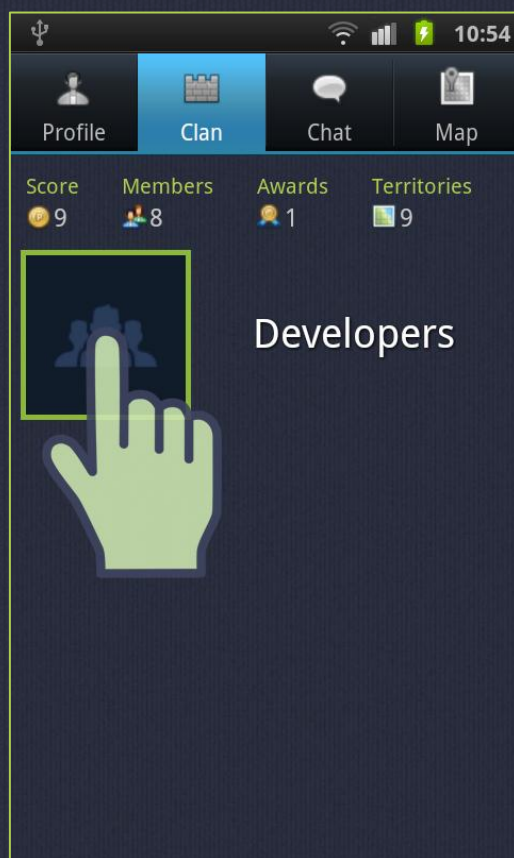 10:54
Profile Clan Chat Map
Score Members Awards Territories
9 8 1 9
Developers